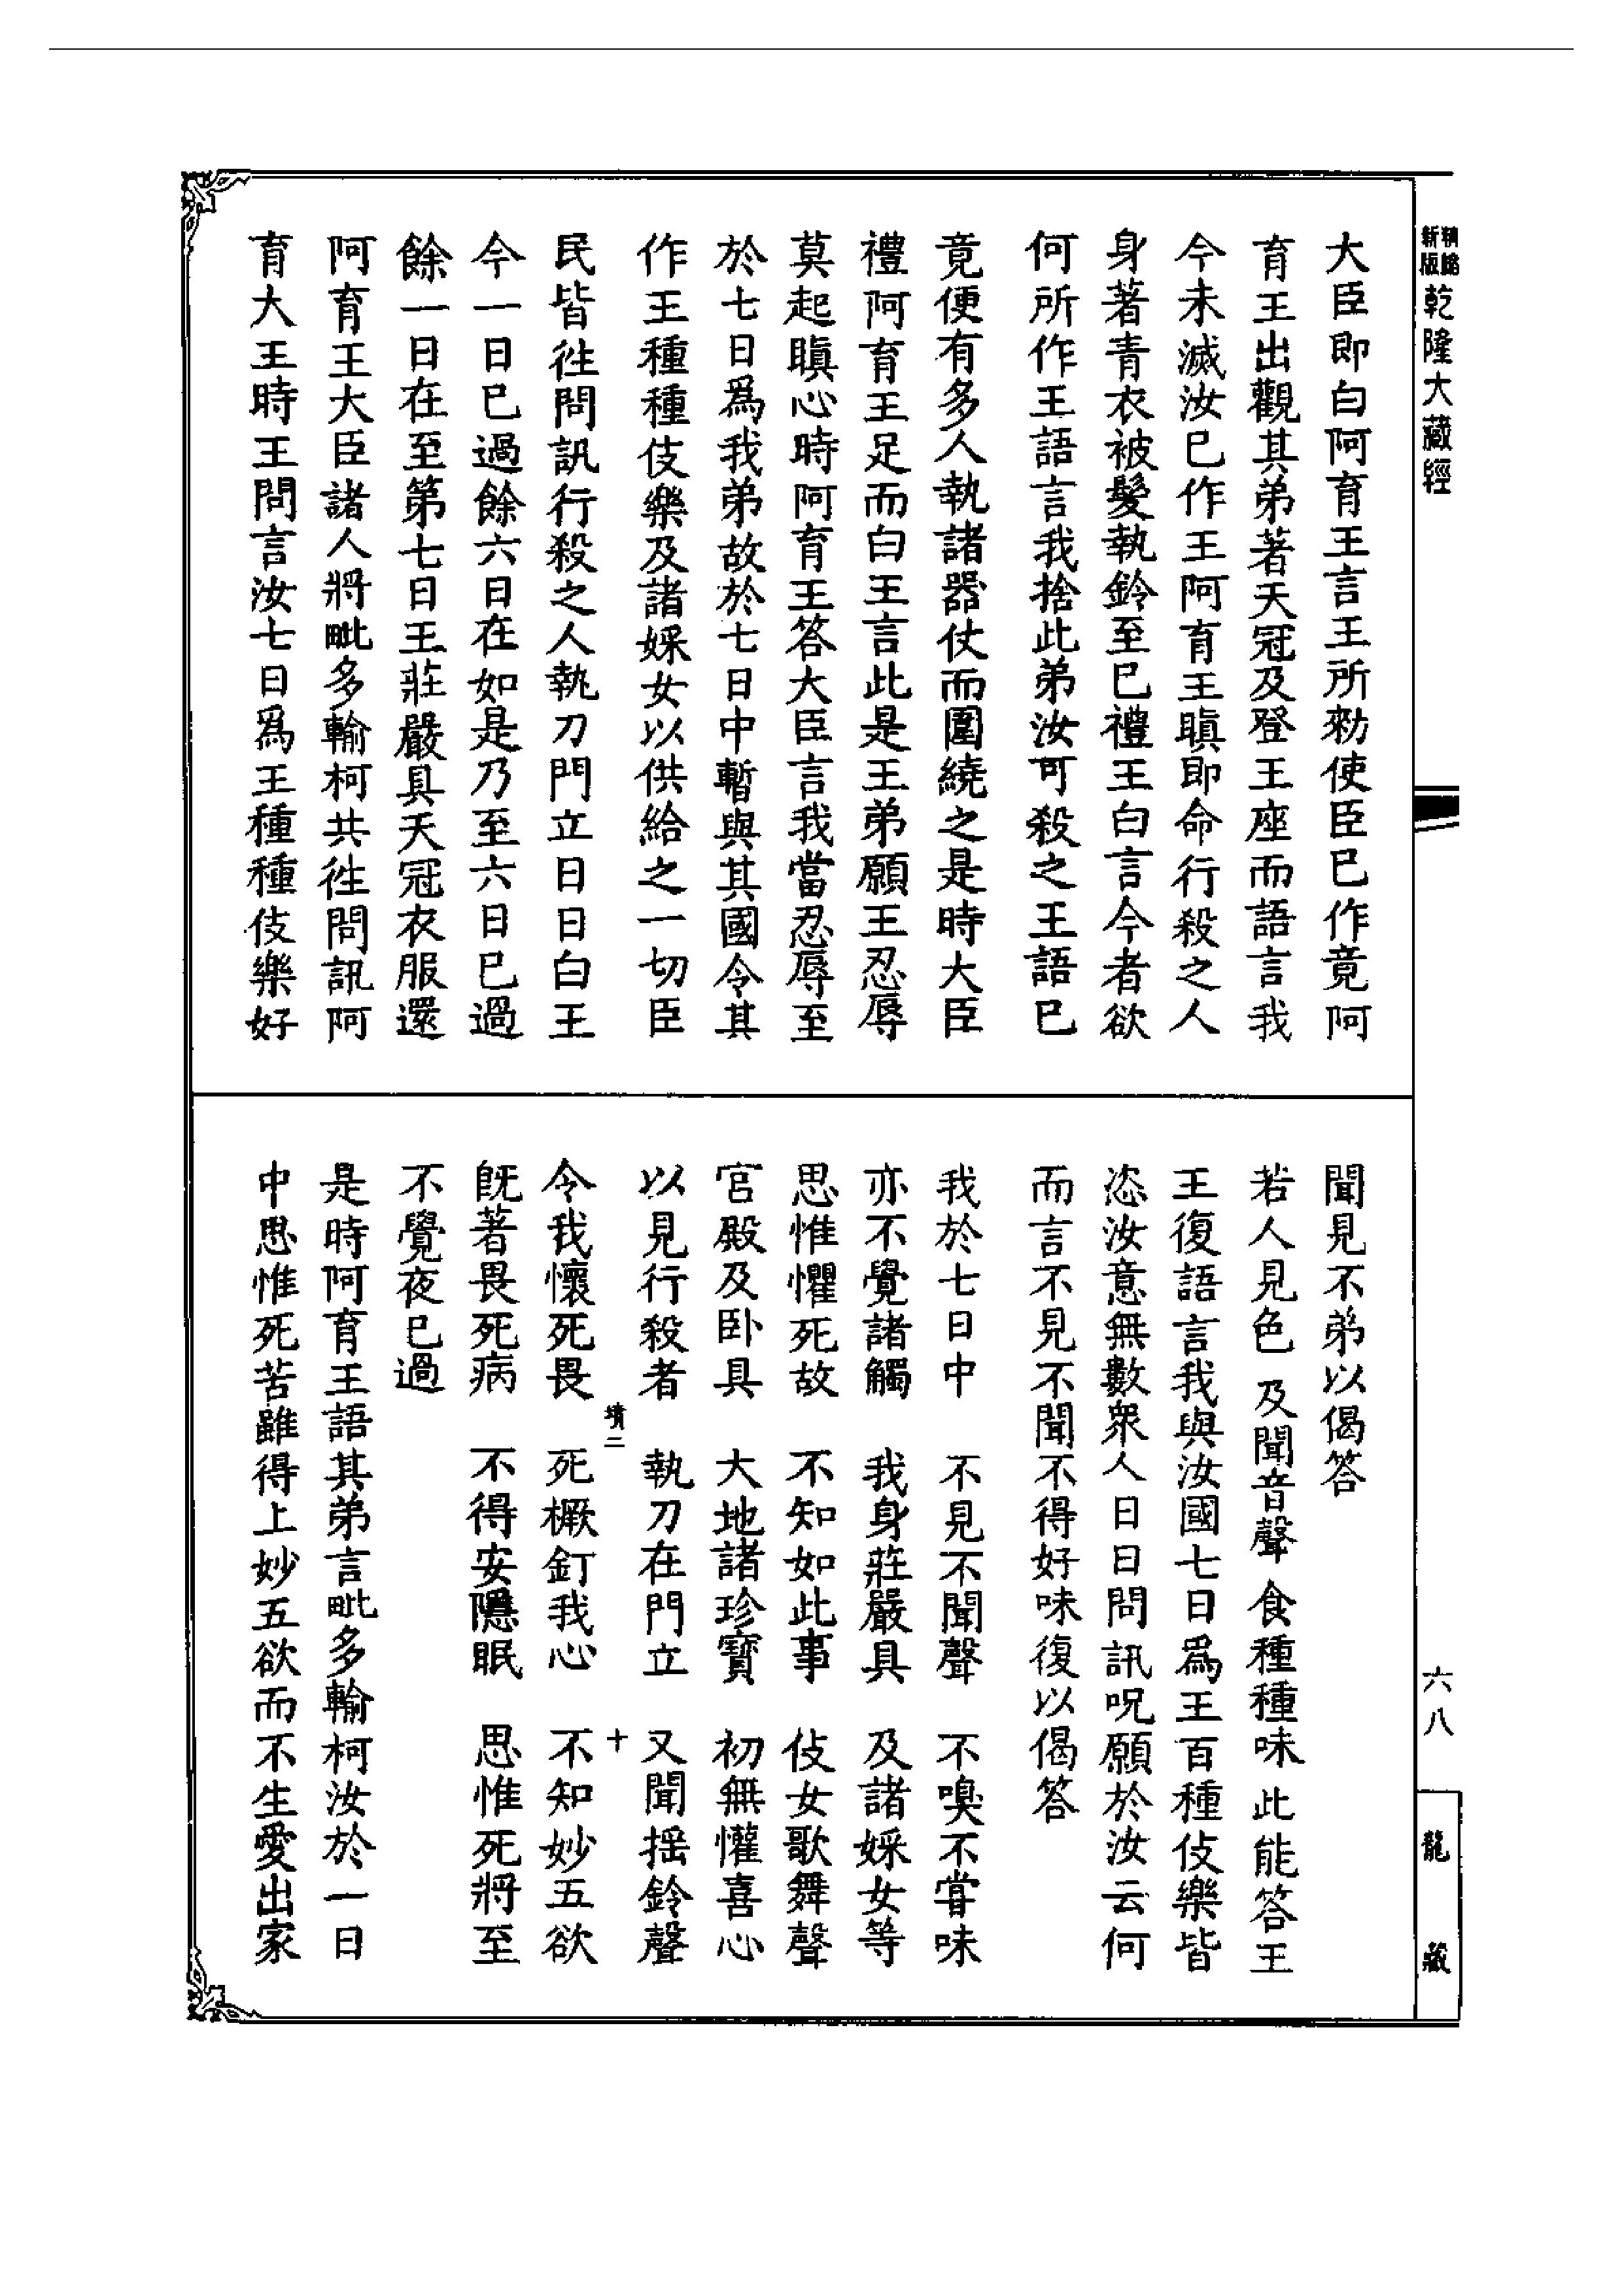 精繕
新版
乾隆大藏經
大臣即白阿育王言王所勑使臣已作竟阿
育王出觀其弟著天冠及登王座而語言我
今未滅汝已作王阿育王瞋即命行殺之人
身著青衣被髮執鈴至已禮王白言今者欲
何所作王語言我捨此弟汝可殺之王語已
竟便有多人執諸器仗而圍繞之是時大臣
禮阿育王足而白王言此是王弟願王忍辱
莫起瞋心時阿育王答大臣言我當忍辱至
於七日爲我弟故於七日中暫與其國令其
作王種種伎樂及諸婇女以供給之一切臣
民皆徃問訊行殺之人執刀門立日日白王
今一日已過餘六日在如是乃至六日已過
餘一日在至第七日王莊嚴具天冠衣服還
阿育王大臣諸人將毗多輸柯共徃問訊阿
育大王時王問言汝七日爲王種種伎樂好
聞見不弟以偈答
若人見色 及聞音聲 食種種味 此能答王
王復語言我與汝國七日爲王百種伎樂皆
恣汝意無數衆人日日問訊呪願於汝云何
而言不見不聞不得好味復以偈答
我於七日中 不見不聞聲 不嗅不甞味
亦不覺諸觸 我身莊嚴具 及諸婇女等
思惟懼死故 不知如此事 伎女歌舞聲
宮殿及卧具 大地諸珍寶 初無懽喜心
以見行殺者 執刀在門立 又聞揺鈴聲
靖二 十
令我懷死畏 死橛釘我心 不知妙五欲
旣著畏死病 不得安隱眠 思惟死將至
不覺夜已過
是時阿育王語其弟言毗多輸柯汝於一日
中思惟死苦雖得上妙五欲而不生愛出家
六八
龍藏